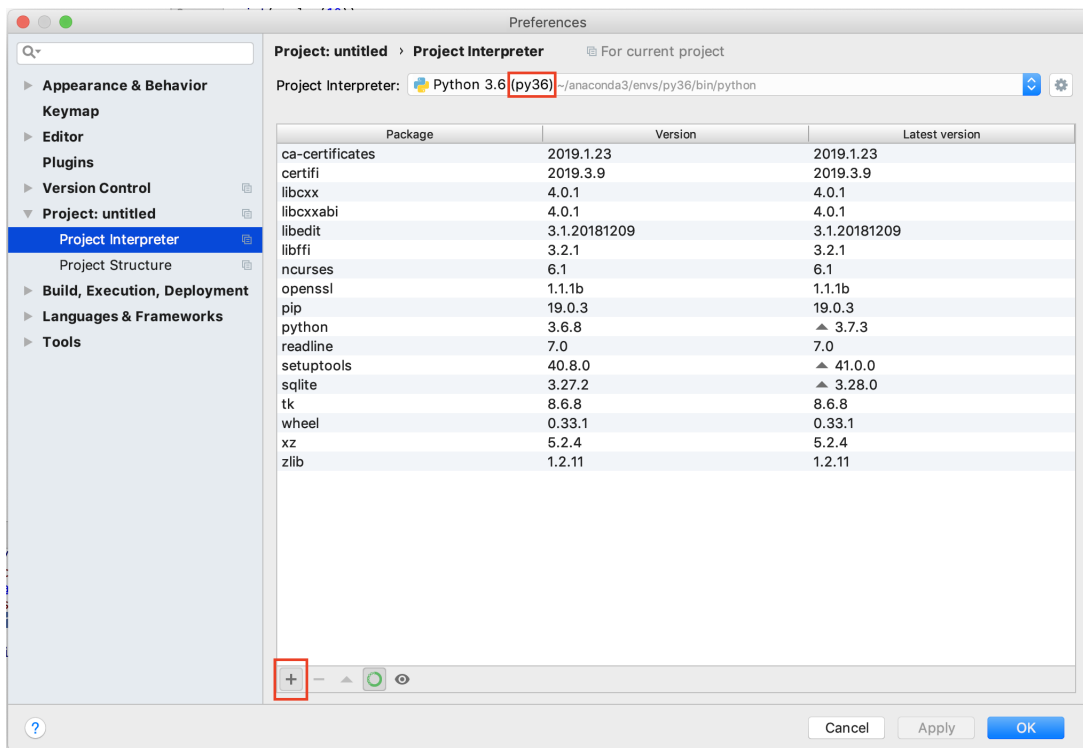 Preferences
Project: untitled › Project Interpreter For current project
Project Interpreter: Python 3.6 (py36) ~/anaconda3/envs/py36/bin/python
Appearance & Behavior
Keymap
Editor
Plugins
Version Control
Project: untitled
Project Interpreter
Project Structure
Build, Execution, Deployment
Languages & Frameworks
Tools
Package Version Latest version
ca-certificates 2019.1.23 2019.1.23
certifi 2019.3.9 2019.3.9
libcxx 4.0.1 4.0.1
libcxxabi 4.0.1 4.0.1
libedit 3.1.20181209 3.1.20181209
libffi 3.2.1 3.2.1
ncurses 6.1 6.1
openssl 1.1.1b 1.1.1b
pip 19.0.3 19.0.3
python 3.6.8 3.7.3
readline 7.0 7.0
setuptools 40.8.0 41.0.0
sqlite 3.27.2 3.28.0
tk 8.6.8 8.6.8
wheel 0.33.1 0.33.1
xz 5.2.4 5.2.4
zlib 1.2.11 1.2.11
? Cancel Apply OK